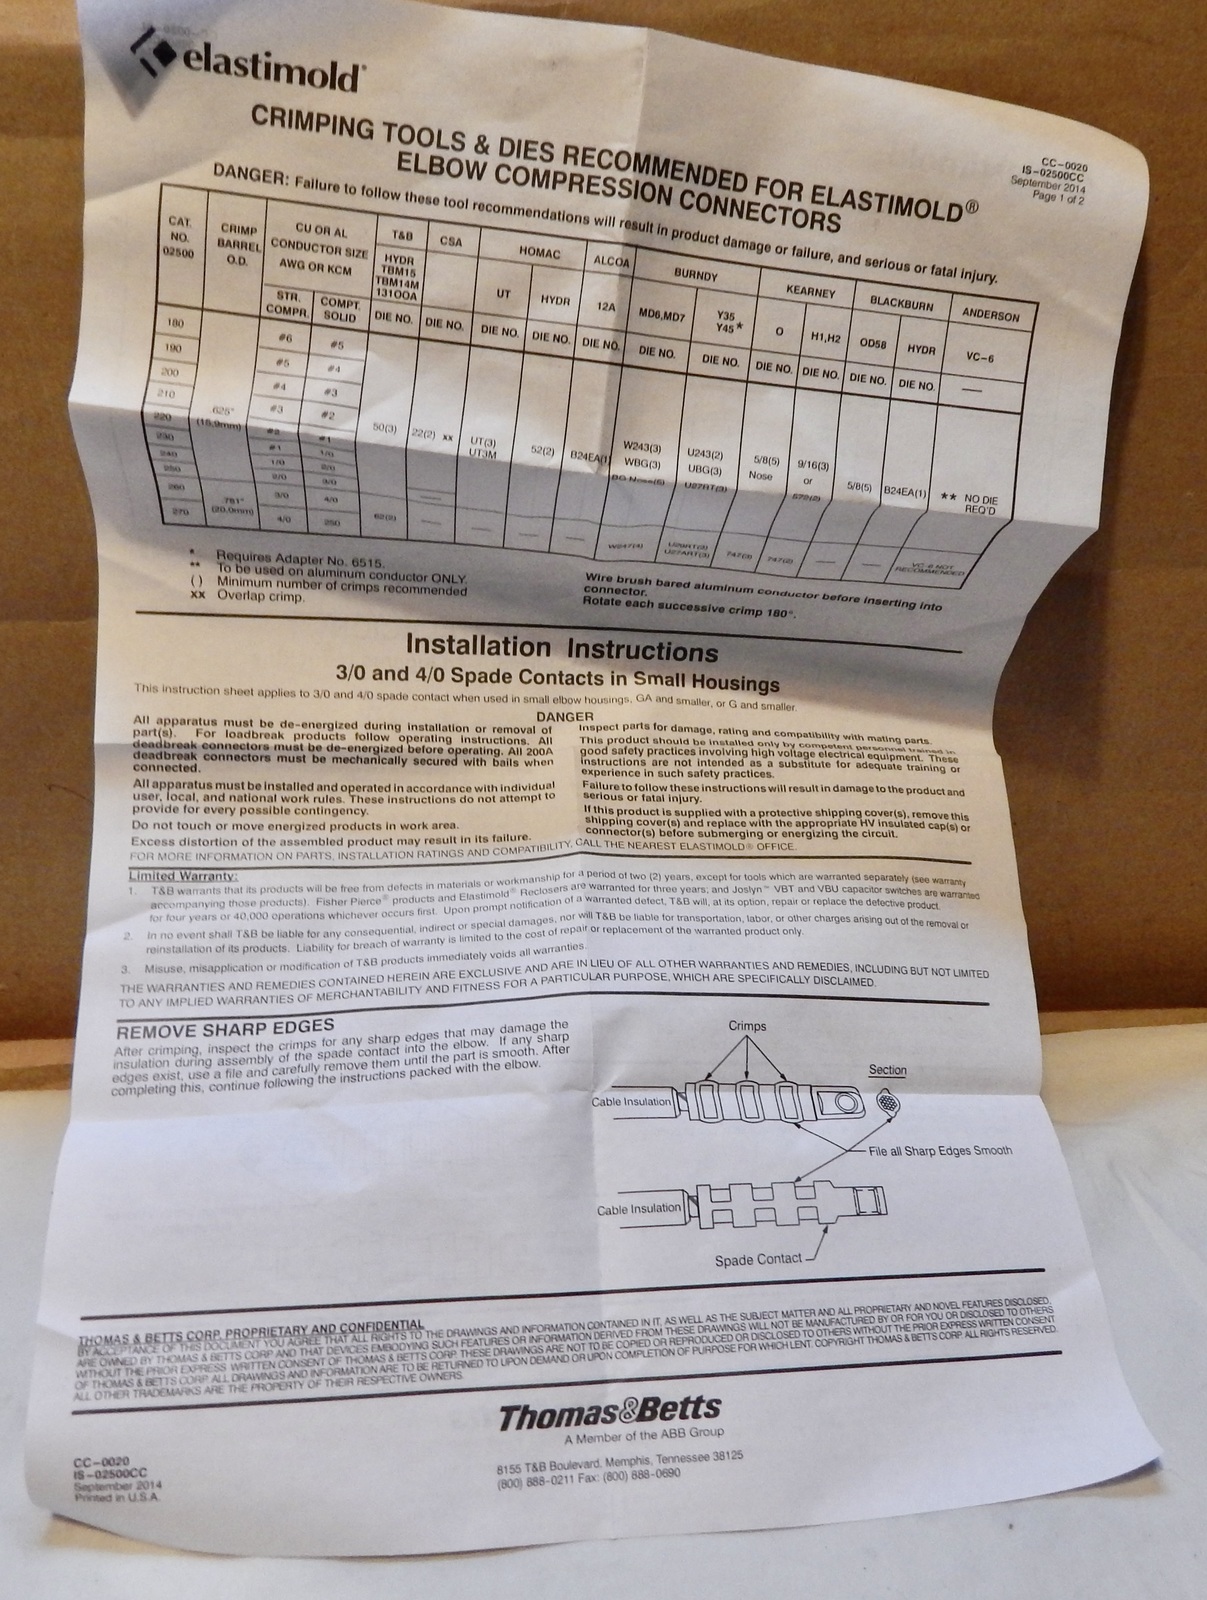 elastimold®
CRIMPING TOOLS & DIES RECOMMENDED FOR ELASTIMOLD®
ELBOW COMPRESSION CONNECTORS
CC-0020
IS-02500CC
September 2014
Page 1 of 2
DANGER: Failure to follow these tool recommendations will result in product damage or failure, and serious or fatal injury.
CAT. NO. 02500
CRIMP BARREL O.D.
CU OR AL CONDUCTOR SIZE AWG OR KCM
STR. COMPR.
COMPT. SOLID
T&B
HYDR TBM15 TBM14M 13100A
DIE NO.
CSA
DIE NO.
HOMAC
UT
DIE NO.
HYDR
DIE NO.
ALCOA
12A
DIE NO.
BURNDY
MD6,MD7
DIE NO.
Y35 Y45*
DIE NO.
KEARNEY
O
DIE NO.
H1,H2
DIE NO.
BLACKBURN
OD58
DIE NO.
HYDR
DIE NO.
ANDERSON
VC-6
—
180 #6 #5
190 #5 #4
200 #4 #3
210 #3 #2
220 #2 #1
230 #1 1/0
240 1/0 2/0
250 2/0 3/0
260 3/0 4/0
270 4/0 250
.625" (15,9mm)
50(3)
22(2) xx
UT(3) UT3M
52(2)
B24EA(1)
W243(3) WBG(3)
U243(2) UBG(3) U27RT(3)
5/8(5) Nose
9/16(3) or
5/8(5)
B24EA(1)
** NO DIE REQ'D
.781" (20,0mm)
62(2)
— — — —
747(2)
— —
VC-6 NOT RECOMMENDED
* Requires Adapter No. 6515.
** To be used on aluminum conductor ONLY.
( ) Minimum number of crimps recommended
xx Overlap crimp.
Wire brush bared aluminum conductor before inserting into
connector.
Rotate each successive crimp 180°.
Installation Instructions
3/0 and 4/0 Spade Contacts in Small Housings
This instruction sheet applies to 3/0 and 4/0 spade contact when used in small elbow housings, GA and smaller, or G and smaller.
DANGER
All apparatus must be de-energized during installation or removal of
part(s). For loadbreak products follow operating instructions. All
deadbreak connectors must be de-energized before operating. All 200A
deadbreak connectors must be mechanically secured with bails when
connected.
All apparatus must be installed and operated in accordance with individual
user, local, and national work rules. These instructions do not attempt to
provide for every possible contingency.
Do not touch or move energized products in work area.
Excess distortion of the assembled product may result in its failure.
Inspect parts for damage, rating and compatibility with mating parts.
This product should be installed only by competent personnel trained in
good safety practices involving high voltage electrical equipment. These
instructions are not intended as a substitute for adequate training or
experience in such safety practices.
Failure to follow these instructions will result in damage to the product and
serious or fatal injury.
If this product is supplied with a protective shipping cover(s), remove this
shipping cover(s) and replace with the appropriate HV insulated cap(s) or
connector(s) before submerging or energizing the circuit.
FOR MORE INFORMATION ON PARTS, INSTALLATION RATINGS AND COMPATIBILITY, CALL THE NEAREST ELASTIMOLD® OFFICE.
Limited Warranty:
1. T&B warrants that its products will be free from defects in materials or workmanship for a period of two (2) years, except for tools which are warranted separately (see warranty
accompanying those products). Fisher Pierce® products and Elastimold® Reclosers are warranted for three years; and Joslyn™ VBT and VBU capacitor switches are warranted
for four years or 40,000 operations whichever occurs first. Upon prompt notification of a warranted defect, T&B will, at its option, repair or replace the defective product.
2. In no event shall T&B be liable for any consequential, indirect or special damages, nor will T&B be liable for transportation, labor, or other charges arising out of the removal or
reinstallation of its products. Liability for breach of warranty is limited to the cost of repair or replacement of the warranted product only.
3. Misuse, misapplication or modification of T&B products immediately voids all warranties.
THE WARRANTIES AND REMEDIES CONTAINED HEREIN ARE EXCLUSIVE AND ARE IN LIEU OF ALL OTHER WARRANTIES AND REMEDIES, INCLUDING BUT NOT LIMITED
TO ANY IMPLIED WARRANTIES OF MERCHANTABILITY AND FITNESS FOR A PARTICULAR PURPOSE, WHICH ARE SPECIFICALLY DISCLAIMED.
REMOVE SHARP EDGES
After crimping, inspect the crimps for any sharp edges that may damage the
insulation during assembly of the spade contact into the elbow. If any sharp
edges exist, use a file and carefully remove them until the part is smooth. After
completing this, continue following the instructions packed with the elbow.
Crimps
Section
Cable Insulation
File all Sharp Edges Smooth
Cable Insulation
Spade Contact
THOMAS & BETTS CORP. PROPRIETARY AND CONFIDENTIAL
BY ACCEPTANCE OF THIS DOCUMENT YOU AGREE THAT ALL RIGHTS TO THE DRAWINGS AND INFORMATION CONTAINED IN IT, AS WELL AS THE SUBJECT MATTER AND ALL PROPRIETARY AND NOVEL FEATURES DISCLOSED,
ARE OWNED BY THOMAS & BETTS CORP AND THAT DEVICES EMBODYING SUCH FEATURES OR INFORMATION DERIVED FROM THESE DRAWINGS WILL NOT BE MANUFACTURED BY OR FOR YOU OR DISCLOSED TO OTHERS
WITHOUT THE PRIOR EXPRESS WRITTEN CONSENT OF THOMAS & BETTS CORP. THESE DRAWINGS ARE NOT TO BE COPIED OR REPRODUCED OR DISCLOSED TO OTHERS WITHOUT THE PRIOR EXPRESS WRITTEN CONSENT
OF THOMAS & BETTS CORP. ALL DRAWINGS AND INFORMATION ARE TO BE RETURNED TO UPON DEMAND OR UPON COMPLETION OF PURPOSE FOR WHICH LENT. COPYRIGHT THOMAS & BETTS CORP. ALL RIGHTS RESERVED.
ALL OTHER TRADEMARKS ARE THE PROPERTY OF THEIR RESPECTIVE OWNERS.
Thomas&Betts
A Member of the ABB Group
8155 T&B Boulevard, Memphis, Tennessee 38125
(800) 888-0211 Fax: (800) 888-0690
CC-0020
IS-02500CC
September 2014
Printed in U.S.A.